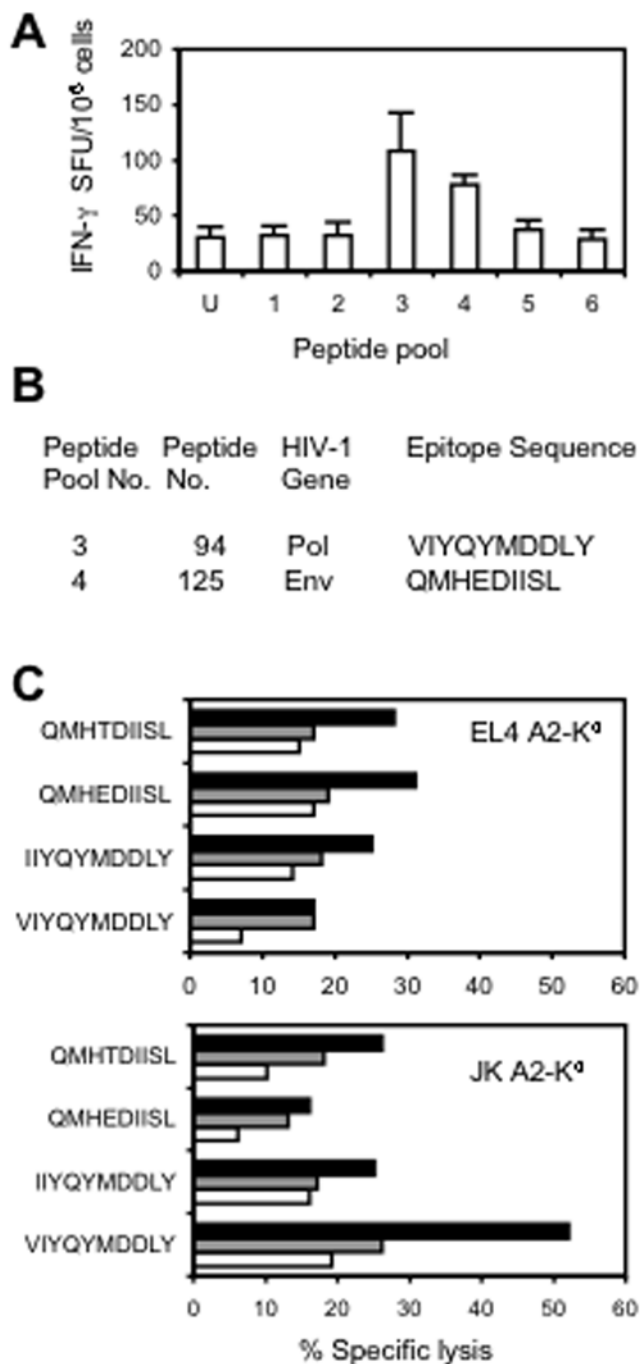 A
IFN-γ SFU/10⁶ cells
200
150
100
50
0
U 1 2 3 4 5 6
Peptide pool
B
Peptide Pool No. Peptide No. HIV-1 Gene Epitope Sequence
3 94 Pol VIYQYMDDLY
4 125 Env QMHEDIISL
C
EL4 A2-Kᵇ
QMHTDIISL
QMHEDIISL
IIYQYMDDLY
VIYQYMDDLY
0 10 20 30 40 50 60
JK A2-Kᵇ
QMHTDIISL
QMHEDIISL
IIYQYMDDLY
VIYQYMDDLY
0 10 20 30 40 50 60
% Specific lysis